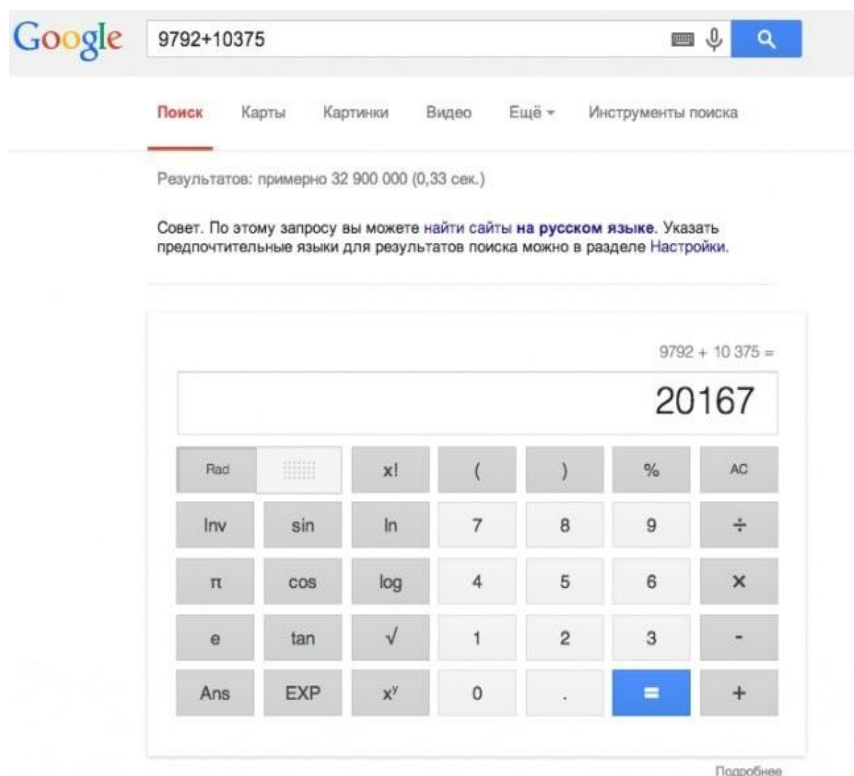 Google 9792+10375
Поиск Карты Картинки Видео Ещё Инструменты поиска
Результатов: примерно 32 900 000 (0,33 сек.)
Совет. По этому запросу вы можете найти сайты на русском языке. Указать
предпочтительные языки для результатов поиска можно в разделе Настройки.
9792 + 10 375 =
20167
Rad x! ( ) % AC
Inv sin ln 7 8 9 ÷
π cos log 4 5 6 ×
e tan √ 1 2 3 -
Ans EXP xʸ 0 . = +
Подробнее